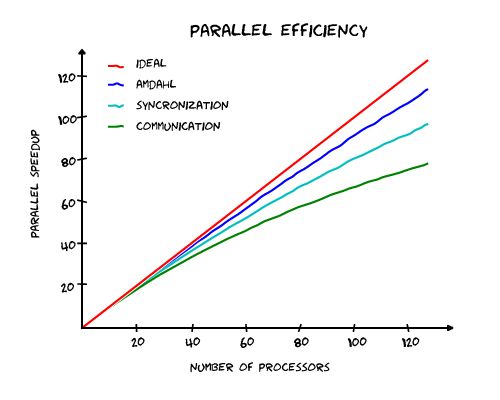 PARALLEL EFFICIENCY
IDEAL
AMDAHL
SYNCRONIZATION
COMMUNICATION
PARALLEL SPEEDUP
120
100
80
60
40
20
20 40 60 80 100 120
NUMBER OF PROCESSORS